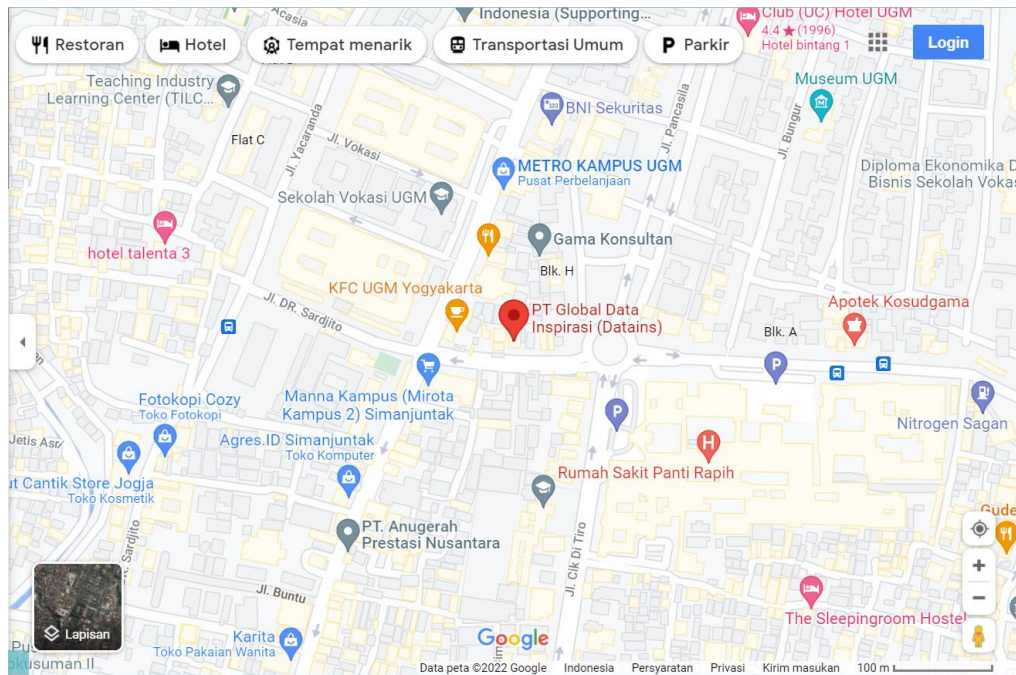 Acasia
Indonesia (Supporting...
Club (UC) Hotel UGM
4.4 ★ (1996)
Hotel bintang 1
Restoran
Hotel
Tempat menarik
Transportasi Umum
P Parkir
Login
Teaching Industry
Learning Center (TILC...
Museum UGM
BNI Sekuritas
Jl. Pancasila
Jl. Bungur
Flat C
Jl. Yacaranda
Jl. Vokasi
METRO KAMPUS UGM
Pusat Perbelanjaan
Diploma Ekonomika D
Bisnis Sekolah Vokas
Sekolah Vokasi UGM
hotel talenta 3
Gama Konsultan
Blk. H
KFC UGM Yogyakarta
Jl. DR. Sardjito
PT Global Data
Inspirasi (Datains)
Apotek Kosudgama
Blk. A
P
P
Fotokopi Cozy
Toko Fotokopi
Manna Kampus (Mirota
Kampus 2) Simanjuntak
Nitrogen Sagan
Agres.ID Simanjuntak
Toko Komputer
H
Rumah Sakit Panti Rapih
ut Cantik Store Jogja
Toko Kosmetik
Gude
PT. Anugerah
Prestasi Nusantara
Jl. Cik Di Tiro
Sardjito
Jl. Buntu
The Sleepingroom Hostel
Lapisan
Karita
Toko Pakaian Wanita
Google
okusuman II
Data peta ©2022 Google
Indonesia
Persyaratan
Privasi
Kirim masukan
100 m